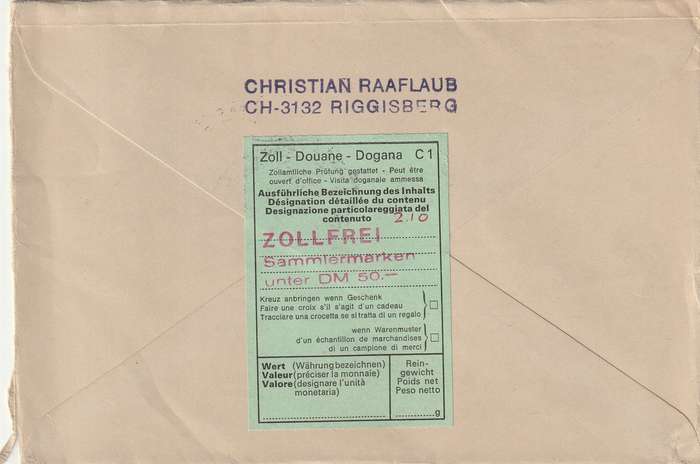 CHRISTIAN RAAFLAUB
CH-3132 RIGGISBERG
Zoll - Douane - Dogana C 1
Zollamtliche Prüfung gestattet - Peut être
ouvert d'office - Visita doganale ammessa
Ausführliche Bezeichnung des Inhalts
Désignation détaillée du contenu
Designazione particolareggiata del
contenuto
2.10
ZOLLFREI
Sammlermarken
unter DM 50.—
Kreuz anbringen wenn Geschenk
Faire une croix s'il s'agit d'un cadeau
Tracciare una crocetta se si tratta di un regalo
wenn Warenmuster
d'un échantillon de marchandises
di un campione di merci
Wert (Währung bezeichnen)
Valeur (préciser la monnaie)
Valore (designare l'unità
monetaria)
Rein-
gewicht
Poids net
Peso netto
g